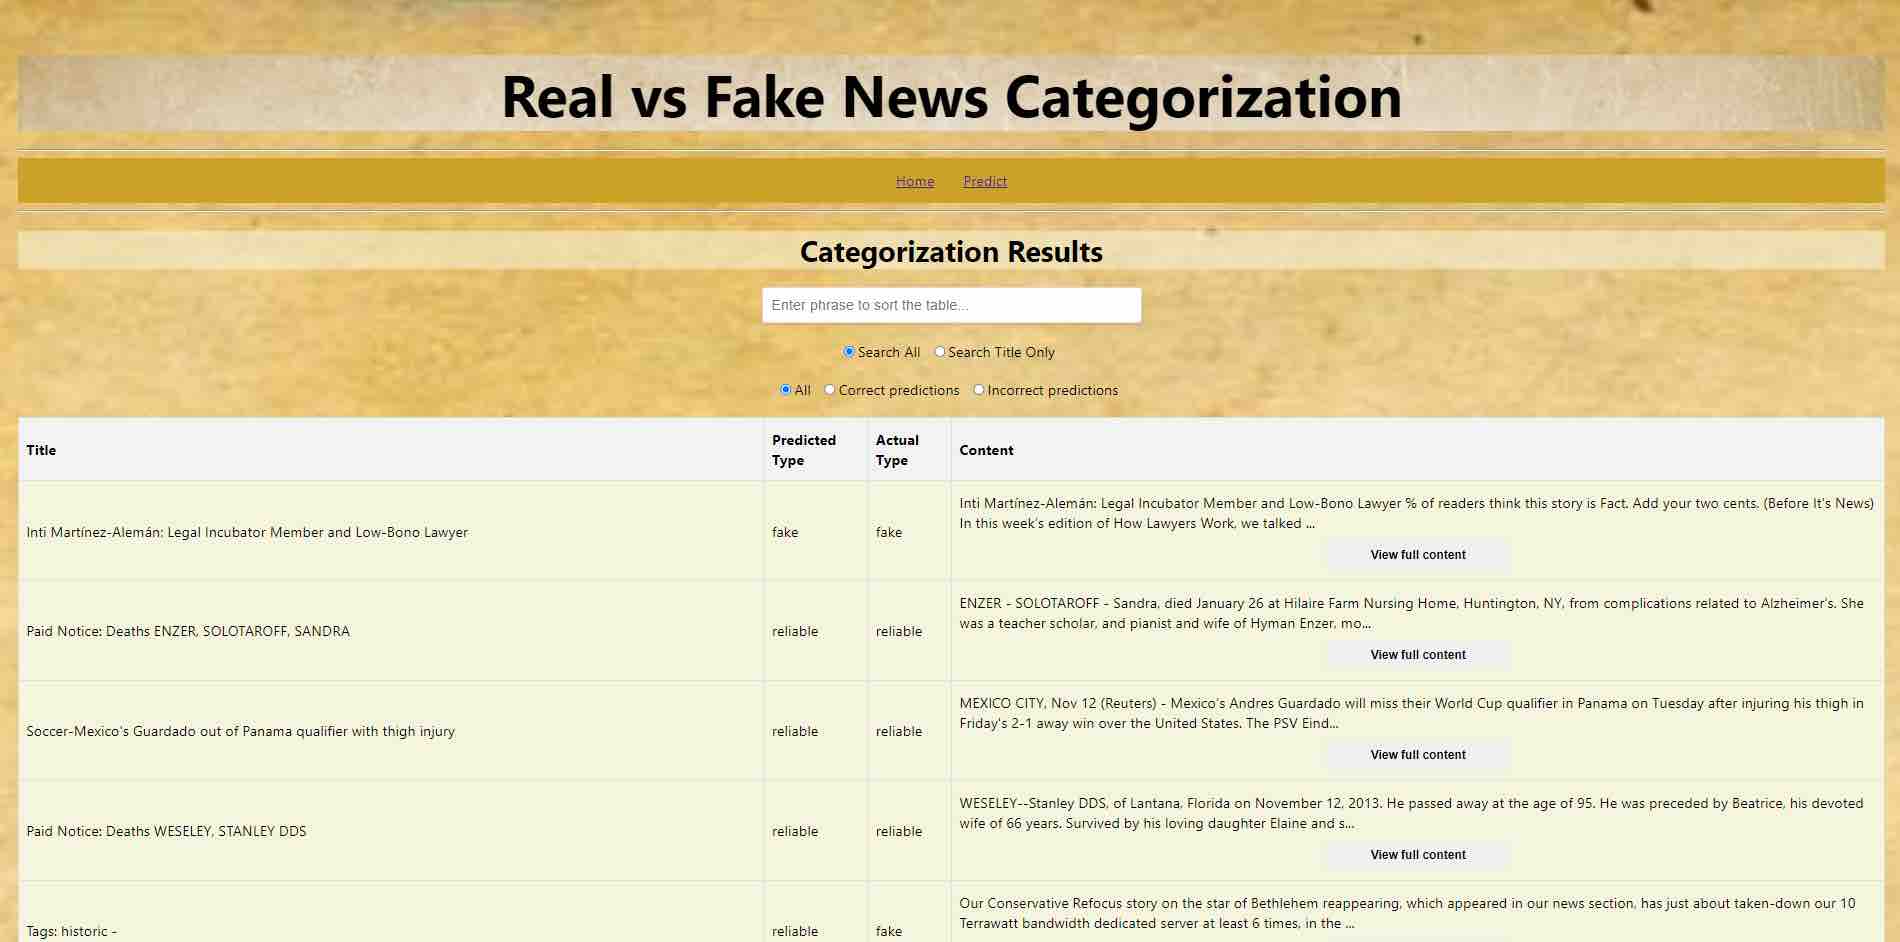 Real vs Fake News Categorization
Home Predict
Categorization Results
Enter phrase to sort the table...
Search All Search Title Only
All Correct predictions Incorrect predictions
Title Predicted Type Actual Type Content
Inti Martínez-Alemán: Legal Incubator Member and Low-Bono Lawyer fake fake
Inti Martínez-Alemán: Legal Incubator Member and Low-Bono Lawyer % of readers think this story is Fact. Add your two cents. (Before It's News)
In this week's edition of How Lawyers Work, we talked ...
View full content
Paid Notice: Deaths ENZER, SOLOTAROFF, SANDRA reliable reliable
ENZER - SOLOTAROFF - Sandra, died January 26 at Hilaire Farm Nursing Home, Huntington, NY, from complications related to Alzheimer's. She
was a teacher scholar, and pianist and wife of Hyman Enzer, mo...
View full content
Soccer-Mexico's Guardado out of Panama qualifier with thigh injury reliable reliable
MEXICO CITY, Nov 12 (Reuters) - Mexico's Andres Guardado will miss their World Cup qualifier in Panama on Tuesday after injuring his thigh in
Friday's 2-1 away win over the United States. The PSV Eind...
View full content
Paid Notice: Deaths WESELEY, STANLEY DDS reliable reliable
WESELEY--Stanley DDS, of Lantana, Florida on November 12, 2013. He passed away at the age of 95. He was preceded by Beatrice, his devoted
wife of 66 years. Survived by his loving daughter Elaine and s...
View full content
Tags: historic - reliable fake
Our Conservative Refocus story on the star of Bethlehem reappearing, which appeared in our news section, has just about taken-down our 10
Terrawatt bandwidth dedicated server at least 6 times, in the ...